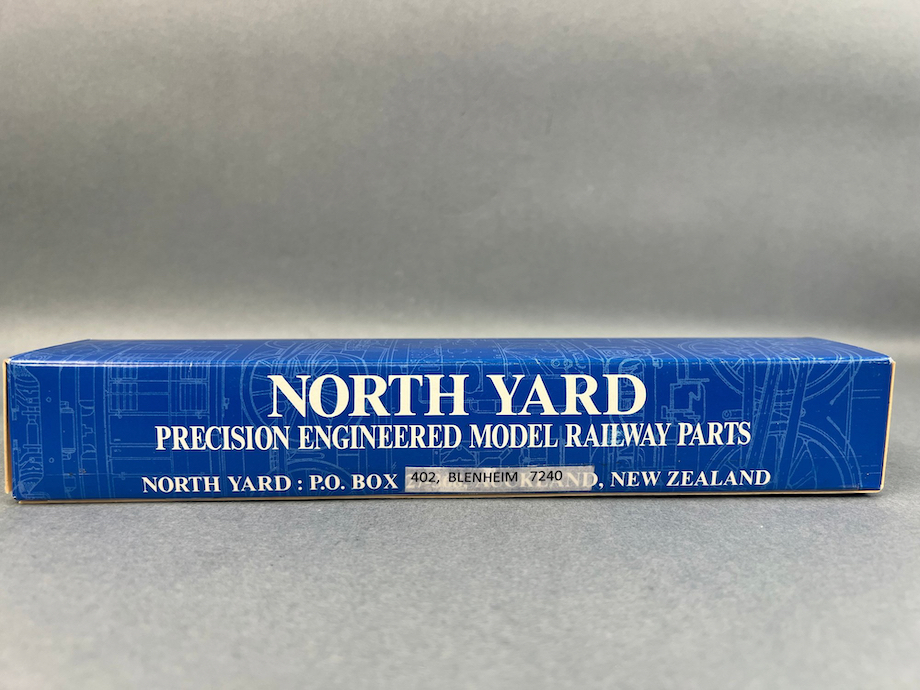 NORTH YARD
PRECISION ENGINEERED MODEL RAILWAY PARTS
NORTH YARD : P.O. BOX 402, BLENHEIM 7240, NEW ZEALAND